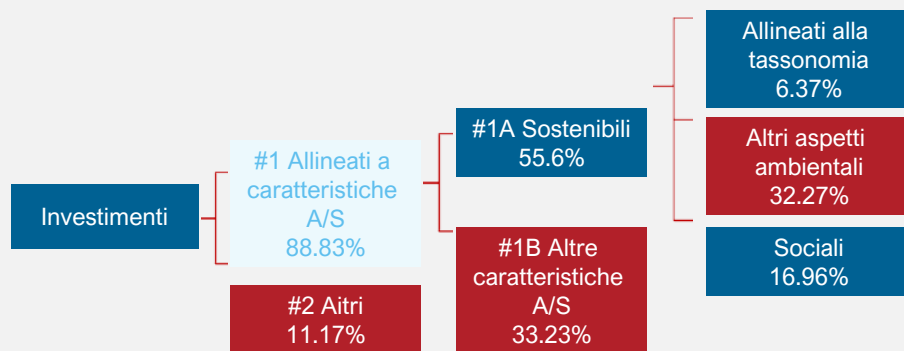 Investimenti
#1 Allineati a
caratteristiche
A/S
88.83%
#2 Aitri
11.17%
#1A Sostenibili
55.6%
#1B Altre
caratteristiche
A/S
33.23%
Allineati alla
tassonomia
6.37%
Altri aspetti
ambientali
32.27%
Sociali
16.96%